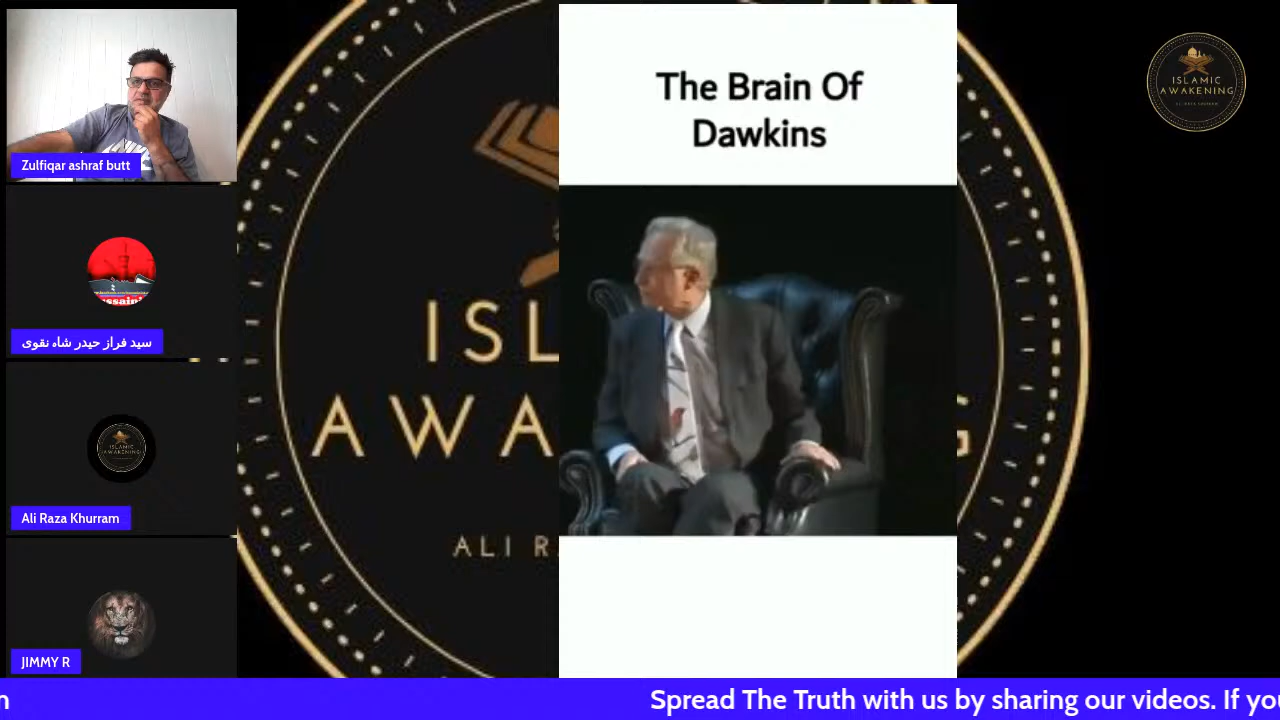 Zulfiqar ashraf butt
سید فراز حیدر شاہ نقوی
Ali Raza Khurram
JIMMY R
The Brain Of
Dawkins
ISL
AWA
ALI R
ISLAMIC
AWAKENING
Spread The Truth with us by sharing our videos. If you